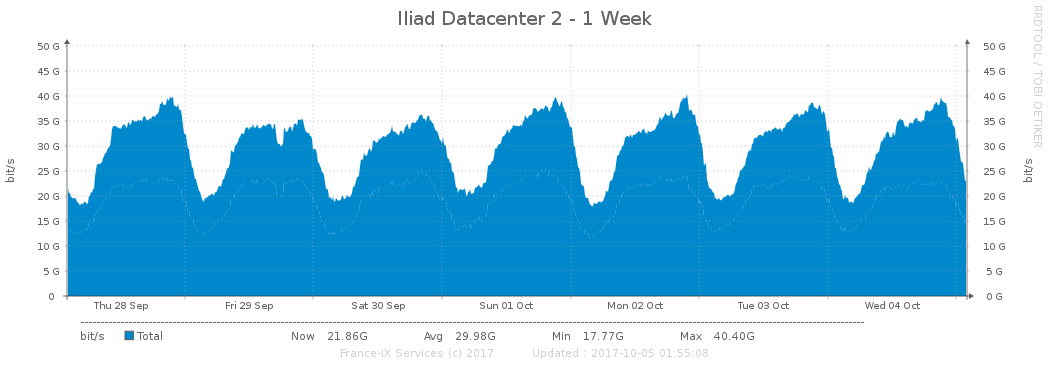 Iliad Datacenter 2 - 1 Week
RRDTOOL / TOBI OETIKER
bit/s
50 G 50 G
45 G 45 G
40 G 40 G
35 G 35 G
30 G 30 G
25 G 25 G
20 G 20 G
15 G 15 G
10 G 10 G
5 G 5 G
0 0 G
bit/s
Thu 28 Sep Fri 29 Sep Sat 30 Sep Sun 01 Oct Mon 02 Oct Tue 03 Oct Wed 04 Oct
bit/s Total Now 21.86G Avg 29.98G Min 17.77G Max 40.40G
France-IX Services (c) 2017 Updated : 2017-10-05 01:55:08